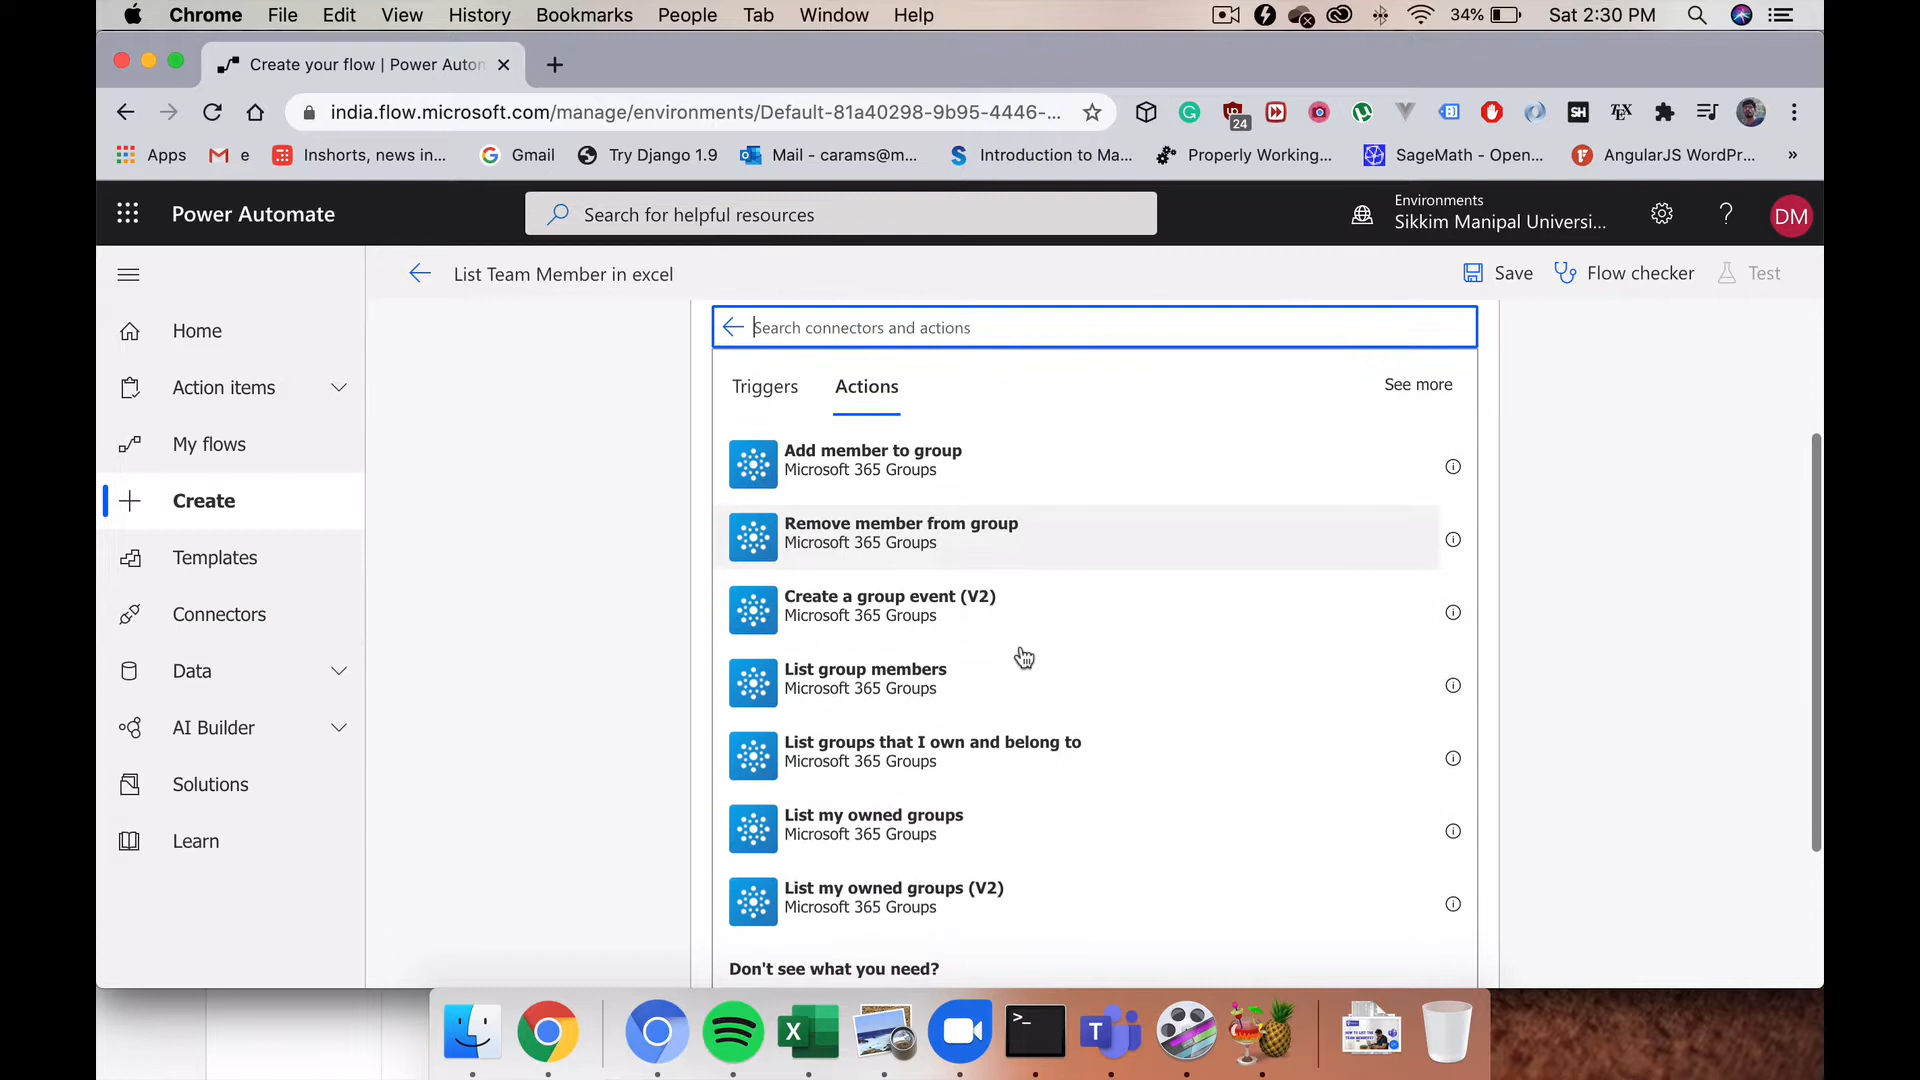 Chrome File Edit View History Bookmarks People Tab Window Help 34% Sat 2:30 PM
Create your flow | Power Auton
india.flow.microsoft.com/manage/environments/Default-81a40298-9b95-4446-...
24
SH
TEX
Apps e Inshorts, news in... Gmail Try Django 1.9 Mail - carams@m... Introduction to Ma... Properly Working... SageMath - Open... AngularJS WordPr... »
Power Automate
Search for helpful resources
Environments
Sikkim Manipal Universi...
?
DM
List Team Member in excel
Save Flow checker Test
Home
Action items
My flows
Create
Templates
Connectors
Data
AI Builder
Solutions
Learn
Search connectors and actions
Triggers Actions See more
Add member to group
Microsoft 365 Groups
Remove member from group
Microsoft 365 Groups
Create a group event (V2)
Microsoft 365 Groups
List group members
Microsoft 365 Groups
List groups that I own and belong to
Microsoft 365 Groups
List my owned groups
Microsoft 365 Groups
List my owned groups (V2)
Microsoft 365 Groups
Don't see what you need?